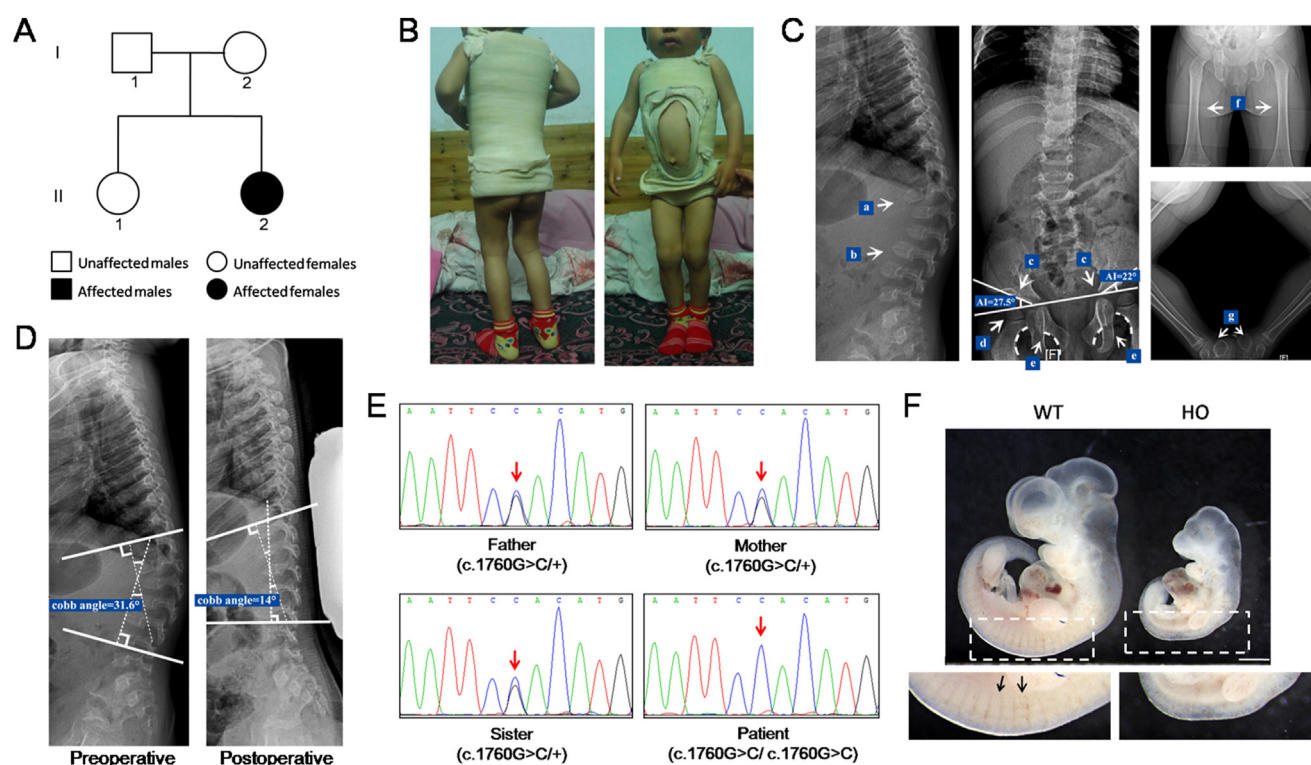 A
I
1
2
II
1
2
Unaffected males
Unaffected females
Affected males
Affected females
B
C
a
b
c
c
AI=22°
AI=27.5°
d
e
[F]
e
f
g
[F]
D
cobb angle=31.6°
cobb angle=14°
Preoperative
Postoperative
E
A A T T C C A C A T G
A A T T C C A C A T G
Father
(c.1760G>C/+)
Mother
(c.1760G>C/+)
A A T T C C A C A T G
A A T T C C A C A T G
Sister
(c.1760G>C/+)
Patient
(c.1760G>C/ c.1760G>C)
F
WT
HO